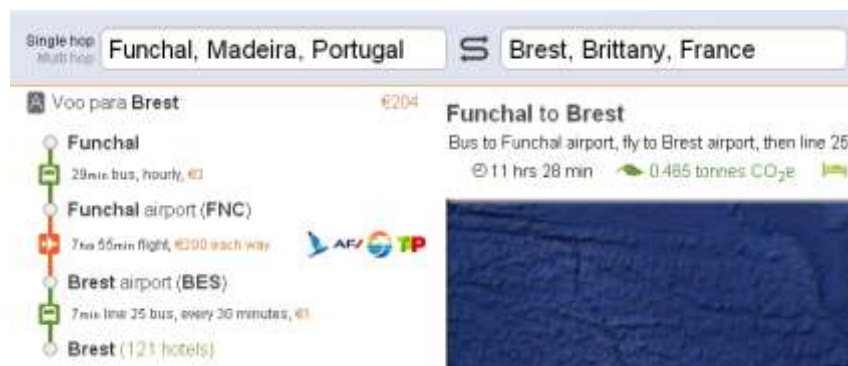 Single hop
Multi hop
Funchal, Madeira, Portugal
Brest, Brittany, France
A Voo para Brest €204
Funchal
29min bus, hourly, €3
Funchal airport (FNC)
7hrs 55min flight, €200 each way
AF/ TP
Brest airport (BES)
7min line 25 bus, every 36 minutes, €1
Brest (121 hotels)
Funchal to Brest
Bus to Funchal airport, fly to Brest airport, then line 25
11 hrs 28 min 0.465 tonnes CO2e